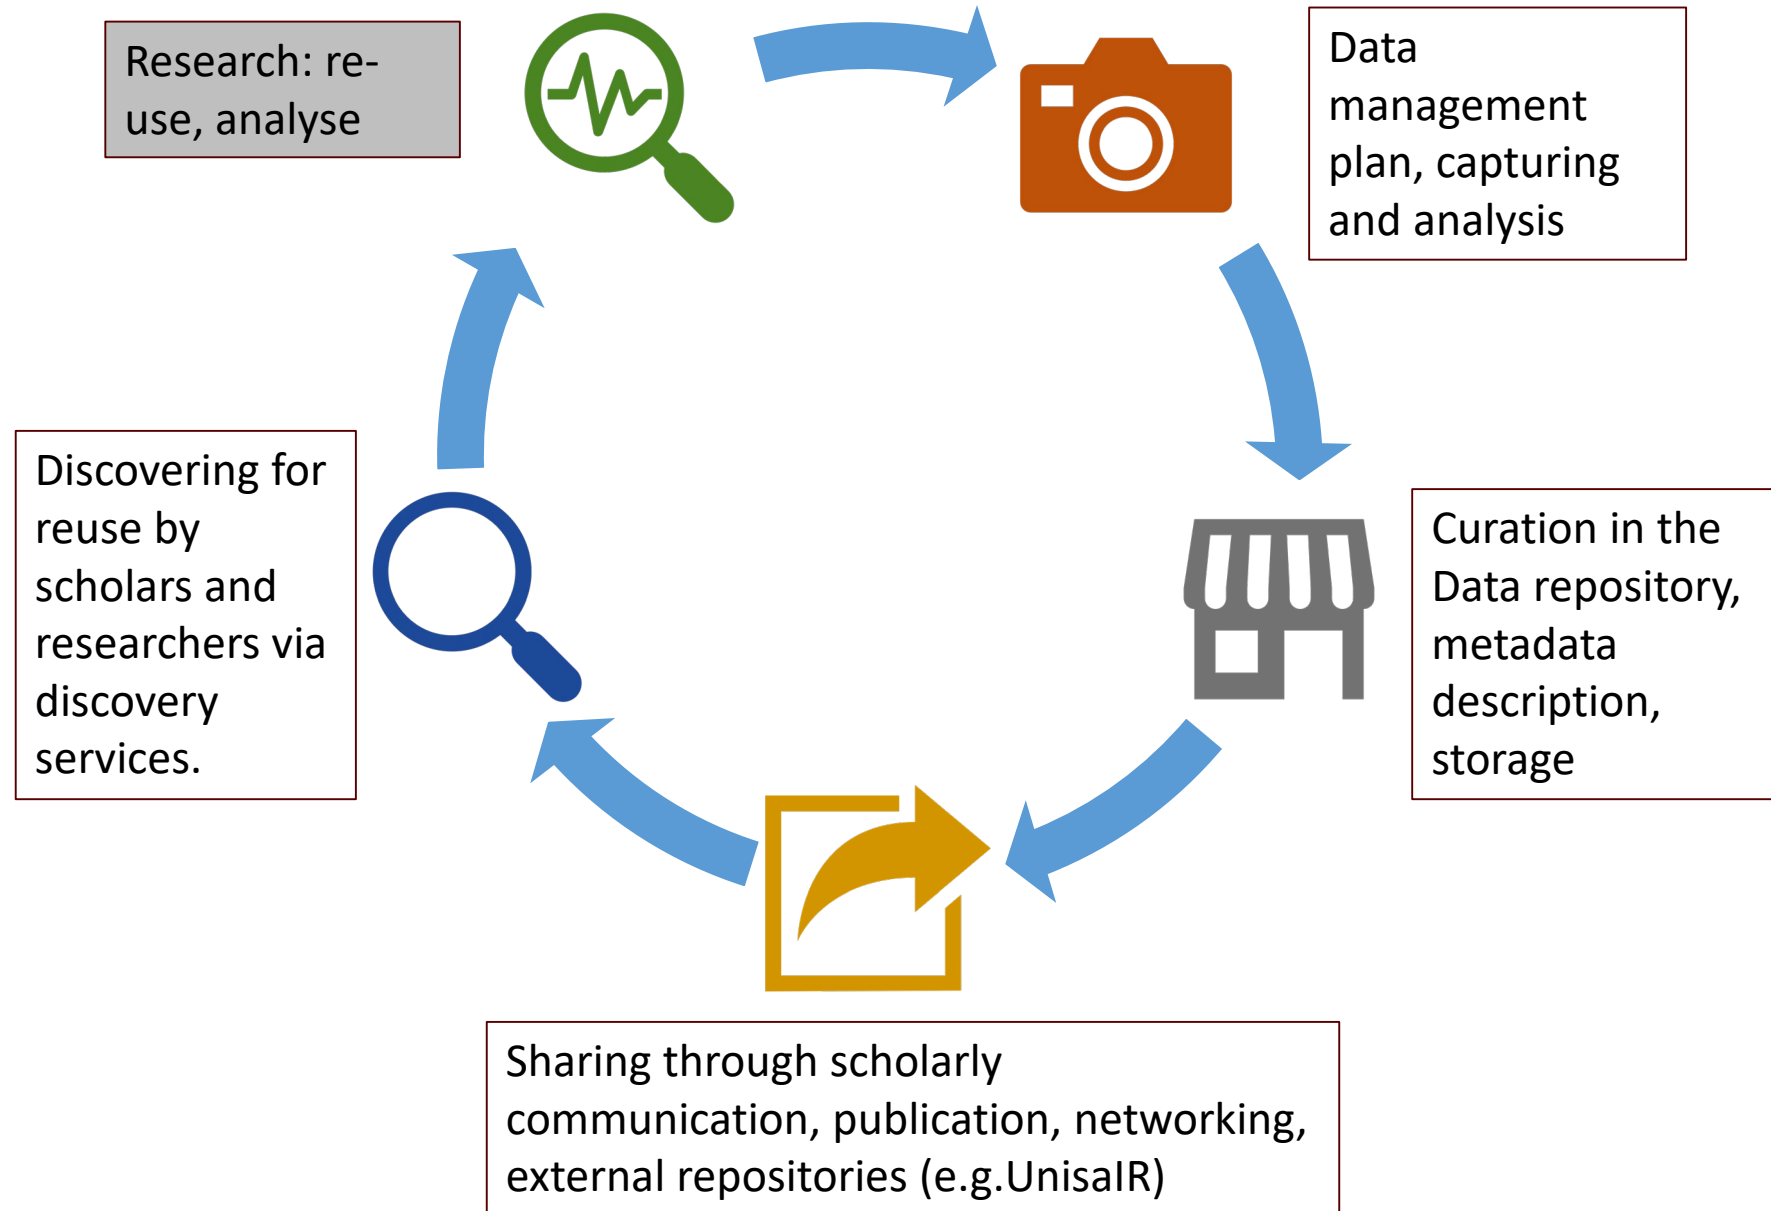 Research: re-
use, analyse
Data
management
plan, capturing
and analysis
Curation in the
Data repository,
metadata
description,
storage
Sharing through scholarly
communication, publication, networking,
external repositories (e.g.UnisaIR)
Discovering for
reuse by
scholars and
researchers via
discovery
services.